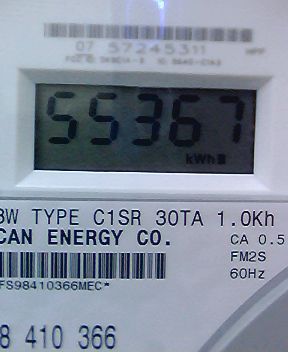 07 57245311
55367
kWh
3W TYPE C1SR 30TA 1.0Kh
CAN ENERGY CO.
CA 0.5
FM2S
60Hz
FS98410366MEC*
8 410 366